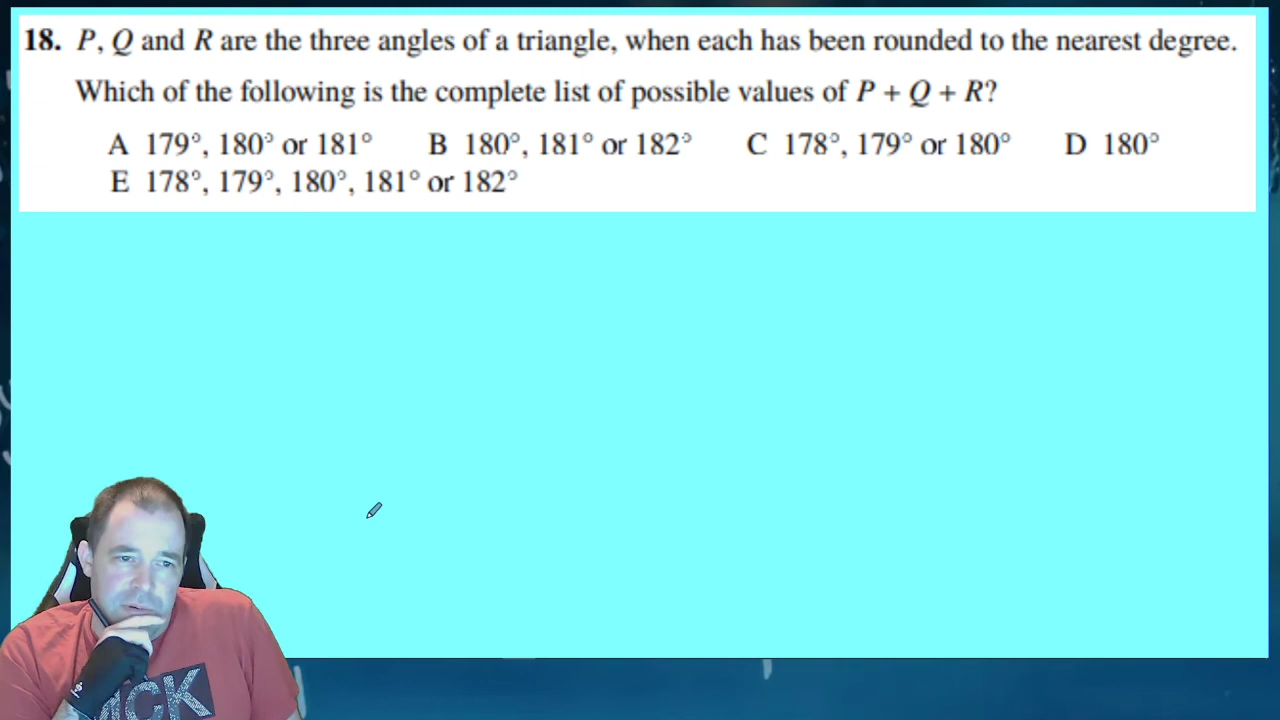 18. P, Q and R are the three angles of a triangle, when each has been rounded to the nearest degree.
Which of the following is the complete list of possible values of P + Q + R?
A 179°, 180° or 181° B 180°, 181° or 182° C 178°, 179° or 180° D 180°
E 178°, 179°, 180°, 181° or 182°